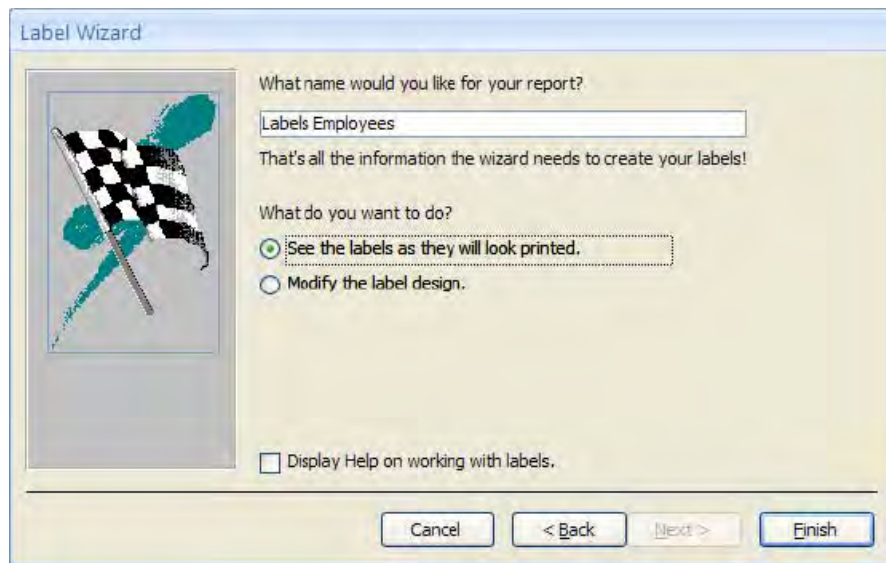 Label Wizard
What name would you like for your report?
Labels Employees
That's all the information the wizard needs to create your labels!
What do you want to do?
See the labels as they will look printed.
Modify the label design.
Display Help on working with labels.
Cancel
< Back
Next >
Finish